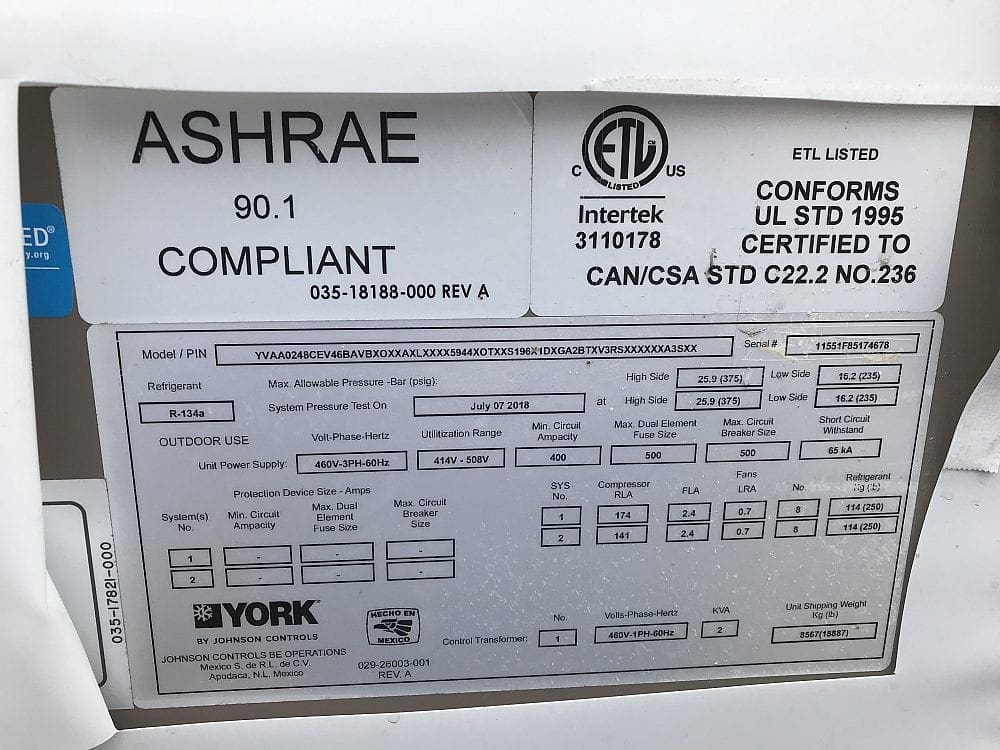 ASHRAE
90.1
COMPLIANT
035-18188-000 REV A
C ETL CM US
LISTED
Intertek
3110178
ETL LISTED
CONFORMS
UL STD 1995
CERTIFIED TO
CAN/CSA STD C22.2 NO.236
ED®
y.org
Model / PIN YVAA0248CEV46BAVBXOXXAXLXXXX5944XOTXXS196X1DXGA2BTXV3RSXXXXXXA3SXX Serial # 11551F85174678
Refrigerant Max. Allowable Pressure -Bar (psig): High Side 25.9 (375) Low Side 16.2 (235)
R-134a System Pressure Test On July 07 2018 at High Side 25.9 (375) Low Side 16.2 (235)
OUTDOOR USE Volt-Phase-Hertz Utilitization Range Min. Circuit Ampacity Max. Dual Element Fuse Size Max. Circuit Breaker Size Short Circuit Withstand
Unit Power Supply: 460V-3PH-60Hz 414V - 508V 400 500 500 65 kA
Protection Device Size - Amps
System(s) No. Min. Circuit Ampacity Max. Dual Element Fuse Size Max. Circuit Breaker Size
1 - - -
2 - - -
Fans
SYS No. Compressor RLA FLA LRA No. Refrigerant Kg (lb)
1 174 2.4 0.7 8 114 (250)
2 141 2.4 0.7 8 114 (250)
YORK
BY JOHNSON CONTROLS
HECHO EN
MEXICO
JOHNSON CONTROLS BE OPERATIONS
Mexico S. de R.L. de C.V.
Apodaca, N.L. Mexico
029-26003-001
REV. A
No. Volts-Phase-Hertz KVA Unit Shipping Weight Kg (lb)
Control Transformer: 1 460V-1PH-60Hz 2 8567(18887)
035-17821-000